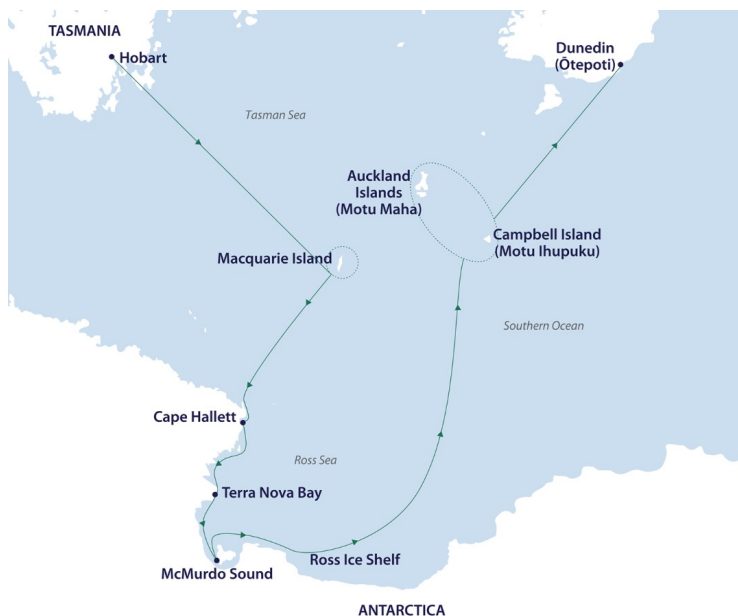 TASMANIA
Hobart
Dunedin
(Ōtepoti)
Tasman Sea
Auckland
Islands
(Motu Maha)
Campbell Island
(Motu Ihupuku)
Macquarie Island
Southern Ocean
Cape Hallett
Ross Sea
Terra Nova Bay
Ross Ice Shelf
McMurdo Sound
ANTARCTICA